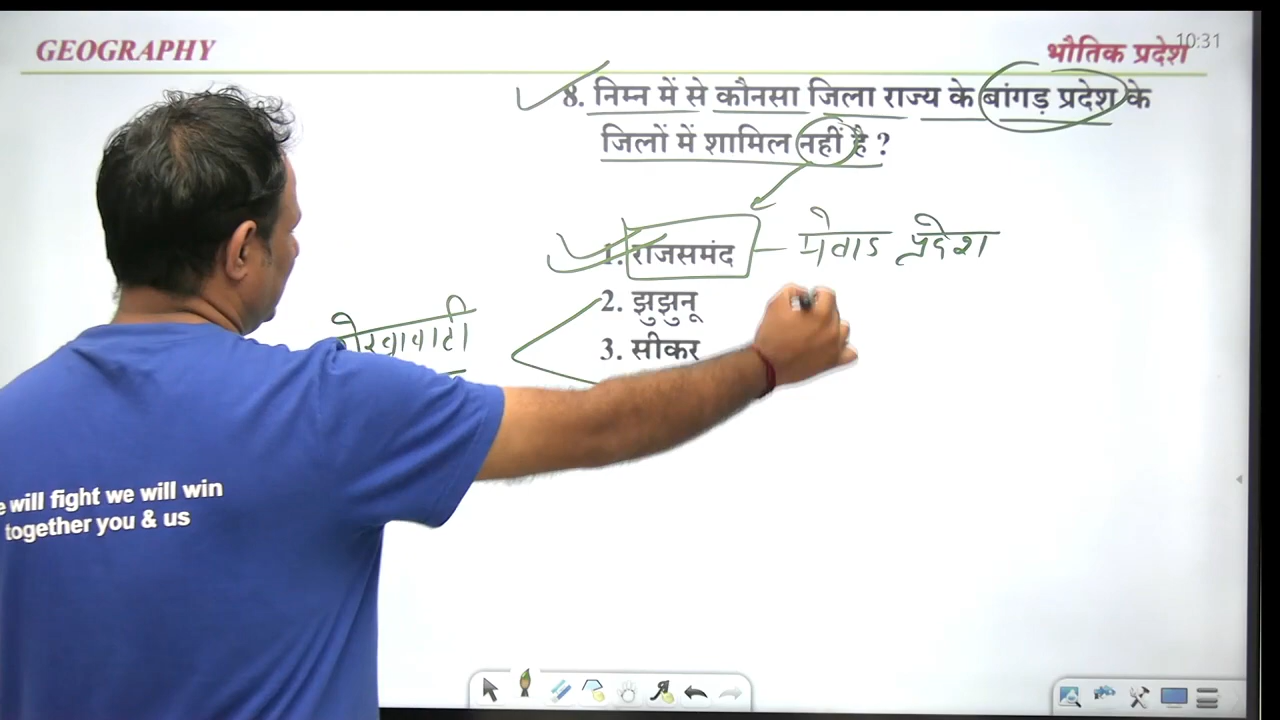 GEOGRAPHY
भौतिक प्रदेश
10:31
8. निम्न में से कौनसा जिला राज्य के बांगड़ प्रदेश के
जिलों में शामिल नहीं है ?
1. राजसमंद – मेवाड प्रदेश
2. झुझुनू
3. सीकर
will fight we will win
together you & us